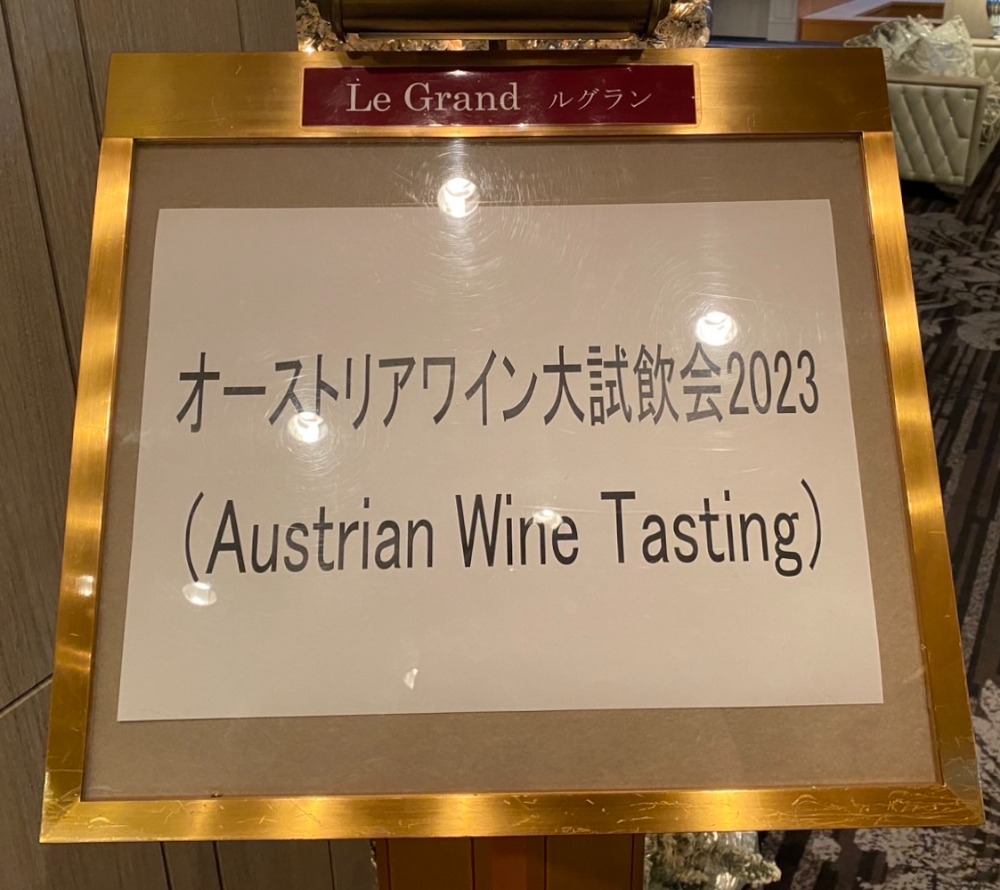 Le Grand ルグラン
オーストリアワイン大試飲会2023
(Austrian Wine Tasting)